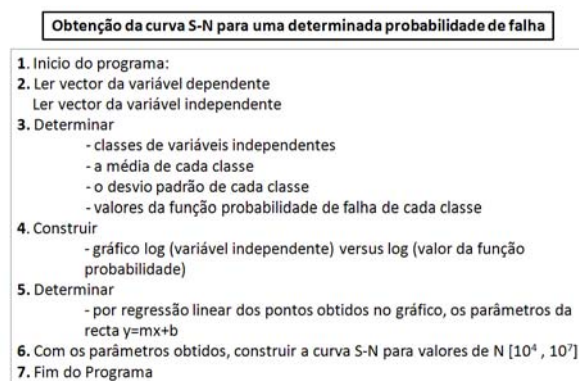 Obtenção da curva S-N para uma determinada probabilidade de falha
1. Inicio do programa:
2. Ler vector da variável dependente
Ler vector da variável independente
3. Determinar
- classes de variáveis independentes
- a média de cada classe
- o desvio padrão de cada classe
- valores da função probabilidade de falha de cada classe
4. Construir
- gráfico log (variável independente) versus log (valor da função
probabilidade)
5. Determinar
- por regressão linear dos pontos obtidos no gráfico, os parâmetros da
recta y=mx+b
6. Com os parâmetros obtidos, construir a curva S-N para valores de N [10⁴ , 10⁷]
7. Fim do Programa